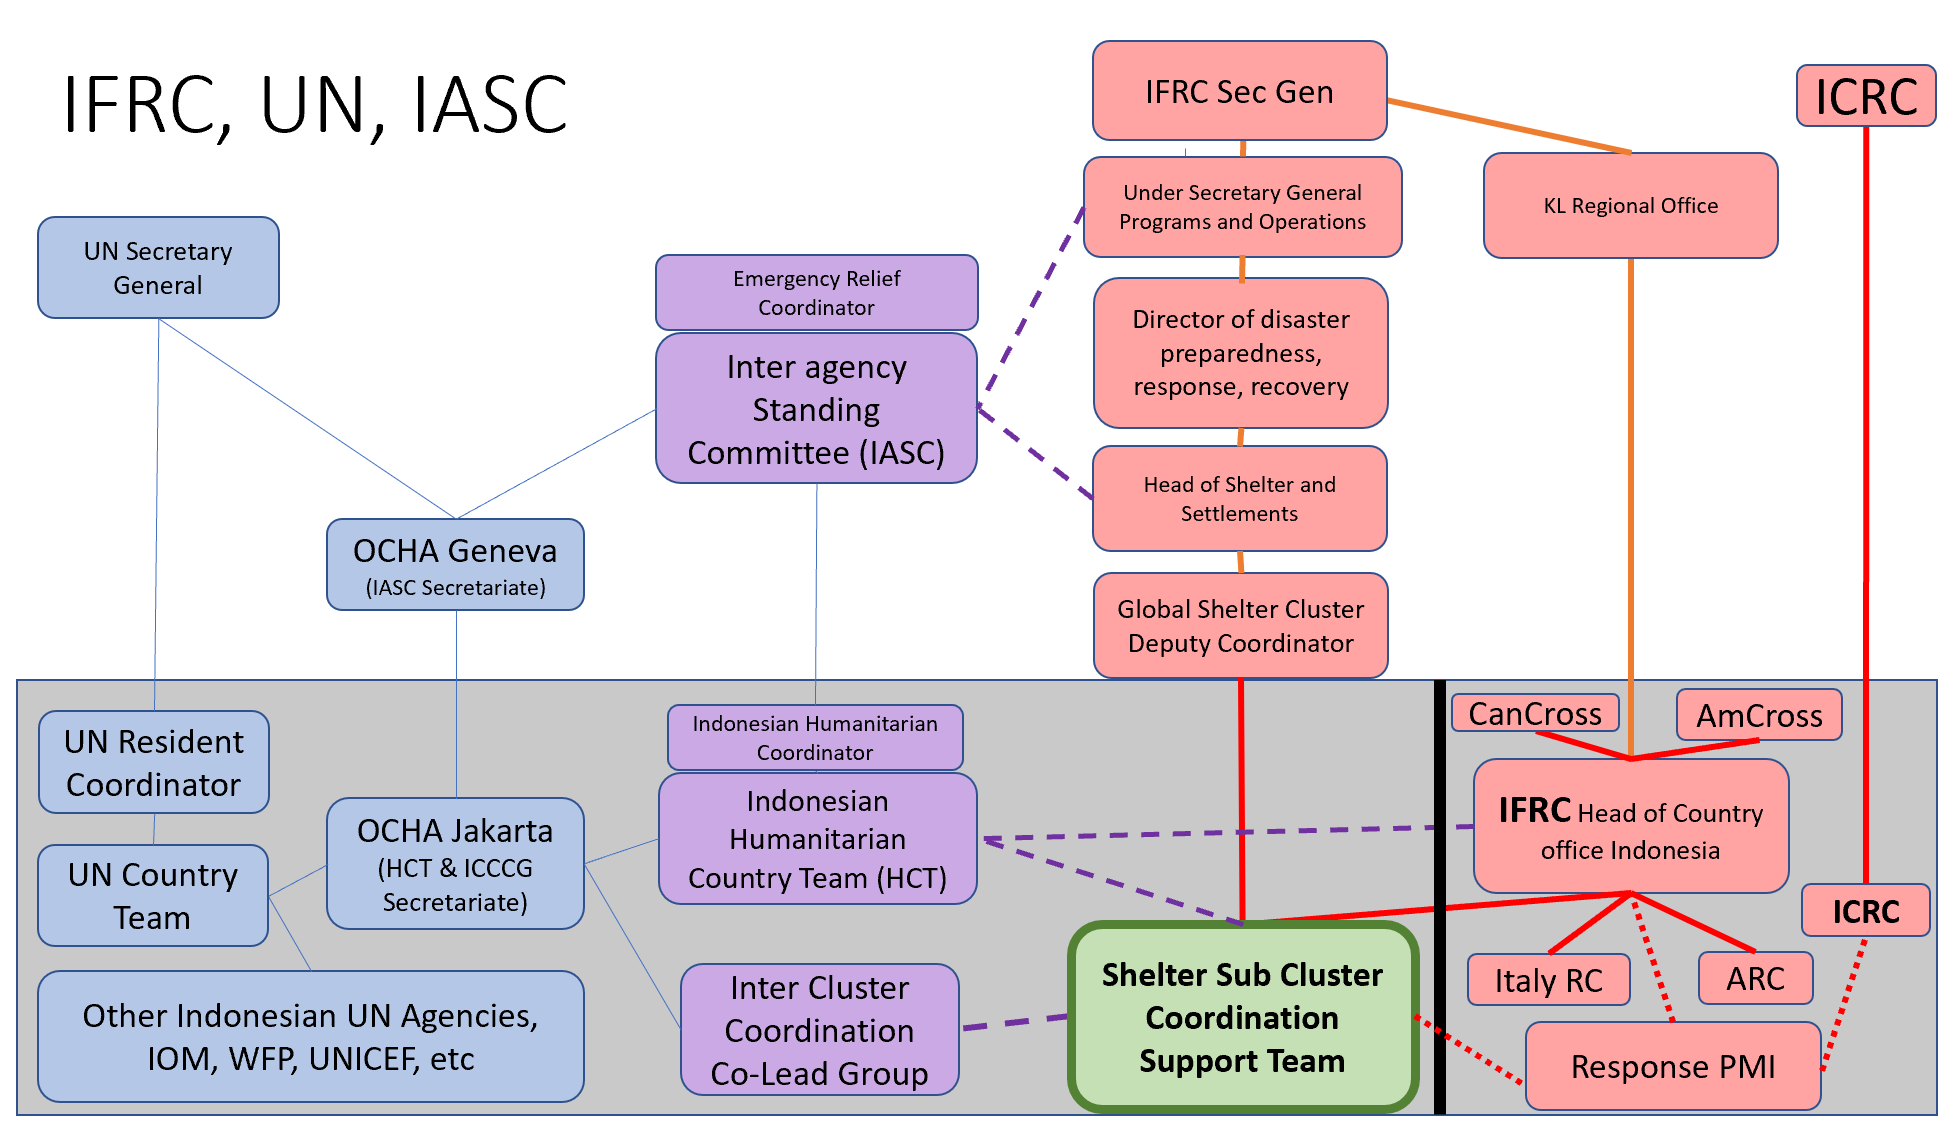 IFRC, UN, IASC
IFRC Sec Gen
ICRC
Under Secretary General
Programs and Operations
KL Regional Office
UN Secretary
General
Emergency Relief
Coordinator
Inter agency
Standing
Committee (IASC)
Director of disaster
preparedness,
response, recovery
Head of Shelter and
Settlements
OCHA Geneva
(IASC Secretariate)
Global Shelter Cluster
Deputy Coordinator
UN Resident
Coordinator
Indonesian Humanitarian
Coordinator
CanCross
AmCross
OCHA Jakarta
(HCT & ICCCG
Secretariate)
Indonesian
Humanitarian
Country Team (HCT)
IFRC Head of Country
office Indonesia
UN Country
Team
ICRC
Other Indonesian UN Agencies,
IOM, WFP, UNICEF, etc
Inter Cluster
Coordination
Co-Lead Group
Shelter Sub Cluster
Coordination
Support Team
Italy RC
ARC
Response PMI